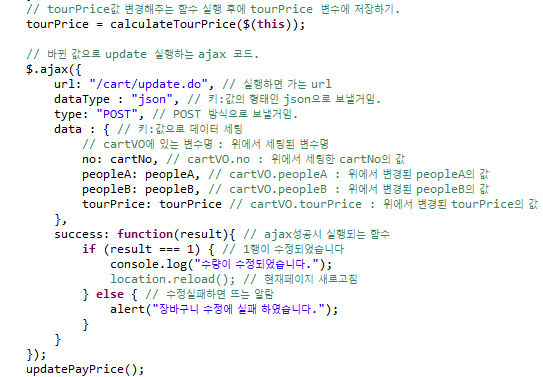 // tourPrice값 변경해주는 함수 실행 후에 tourPrice 변수에 저장하기.
tourPrice = calculateTourPrice($(this));
// 바뀐 값으로 update 실행하는 ajax 코드.
$.ajax({
url: "/cart/update.do", // 실행하면 가는 url
dataType : "json", // 키:값의 형태인 json으로 보낼거임.
type: "POST", // POST 방식으로 보낼거임.
data : { // 키:값으로 데이터 세팅
// cartVO에 있는 변수명 : 위에서 세팅된 변수명
no: cartNo, // cartVO.no : 위에서 세팅한 cartNo의 값
peopleA: peopleA, // cartVO.peopleA : 위에서 변경된 peopleA의 값
peopleB: peopleB, // cartVO.peopleB : 위에서 변경된 peopleB의 값
tourPrice: tourPrice // cartVO.tourPrice : 위에서 변경된 tourPrice의 값
},
success: function(result){ // ajax성공시 실행되는 함수
if (result === 1) { // 1행이 수정되었습니다
console.log("수량이 수정되었습니다.");
location.reload(); // 현재페이지 새로고침
} else { // 수정실패하면 뜨는 알람
alert("장바구니 수정에 실패 하였습니다.");
}
}
});
updatePayPrice();